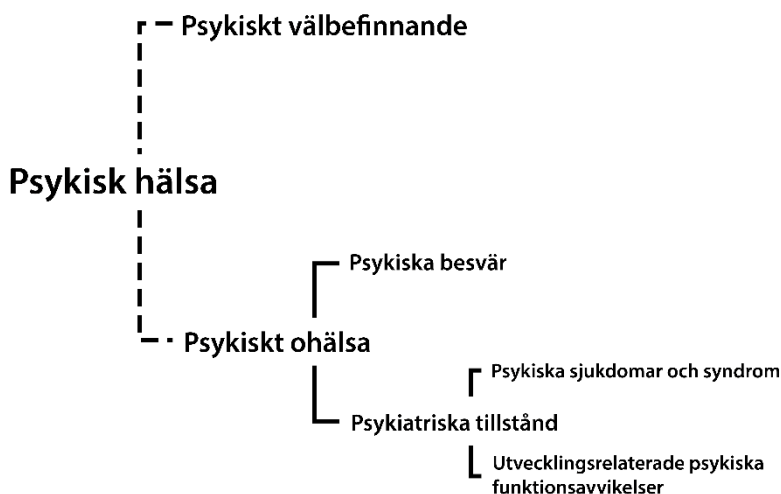 Psykiskt välbefinnande
Psykisk hälsa
Psykiska besvär
Psykiskt ohälsa
Psykiska sjukdomar och syndrom
Psykiatriska tillstånd
Utvecklingsrelaterade psykiska
funktionsavvikelser